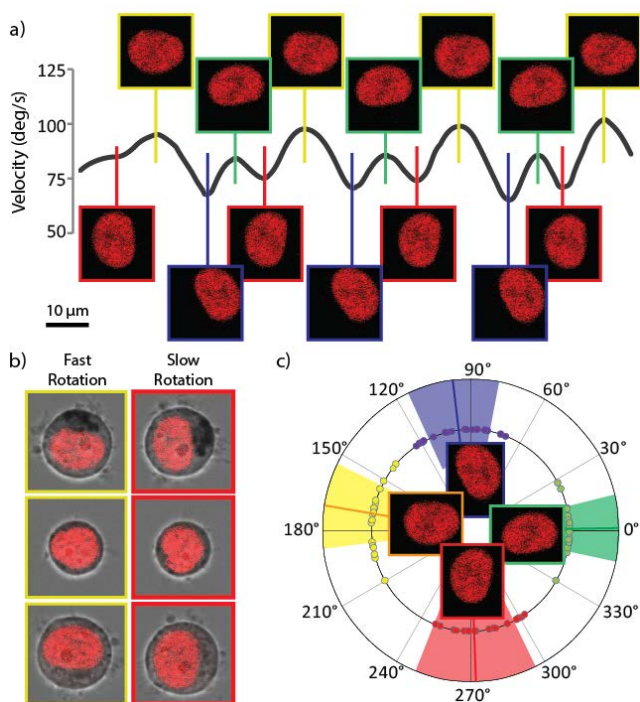 a)
Velocity (deg/s)
125
100
75
50
10 μm
b)
Fast
Rotation
Slow
Rotation
c)
90°
60°
30°
0°
330°
300°
270°
240°
210°
180°
150°
120°